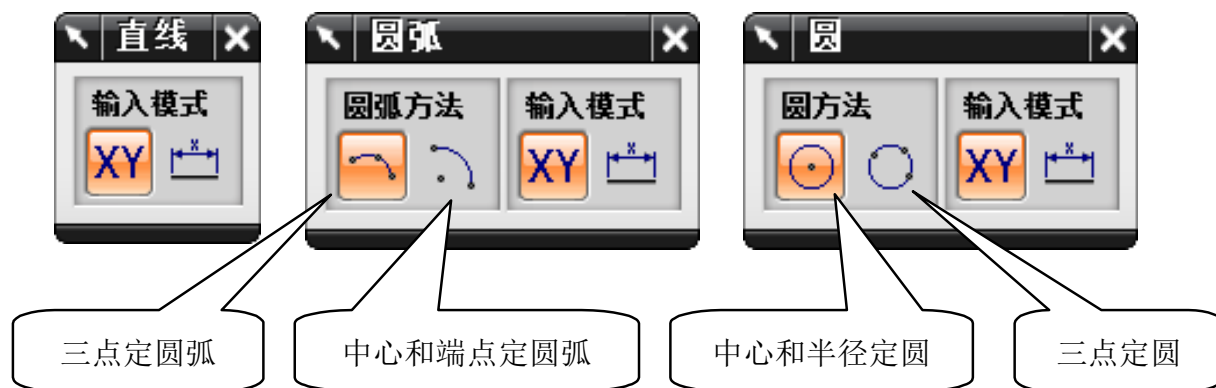 直线
圆弧
圆
输入模式
圆弧方法
输入模式
圆方法
输入模式
XY
x
XY
x
XY
x
三点定圆弧
中心和端点定圆弧
中心和半径定圆
三点定圆